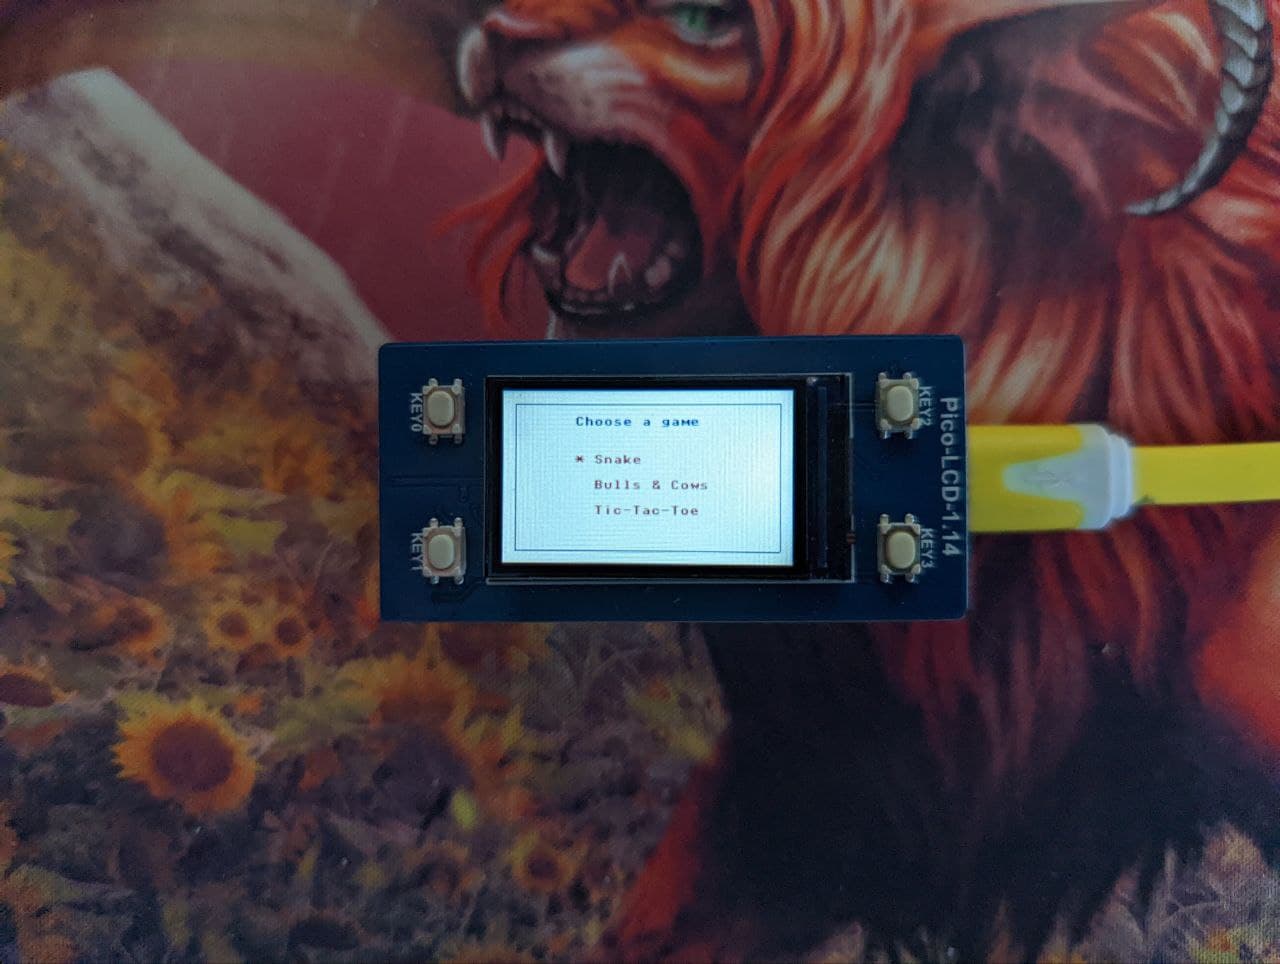 Choose a game
* Snake
Bulls & Cows
Tic-Tac-Toe
KEY0
KEY1
KEY2
KEY3
Pico-LCD-1.14